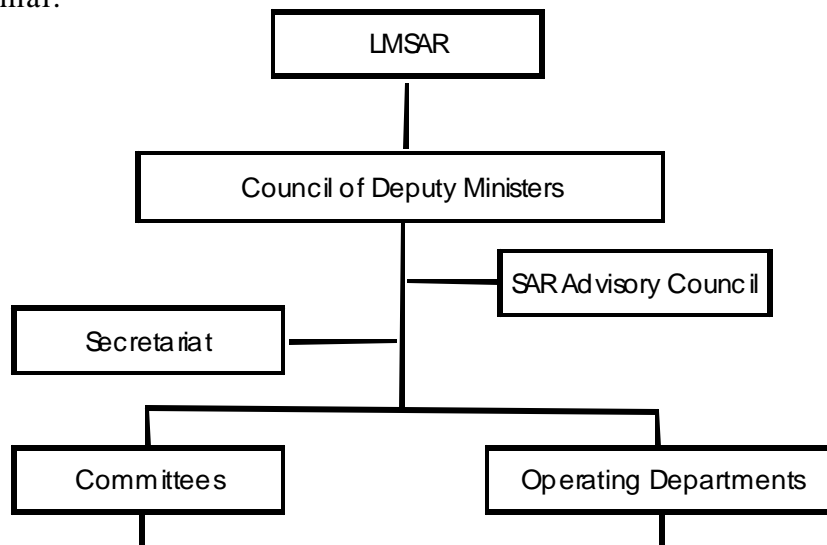 LMSAR
Council of Deputy Ministers
SAR Advisory Council
Secretariat
Committees
Operating Departments